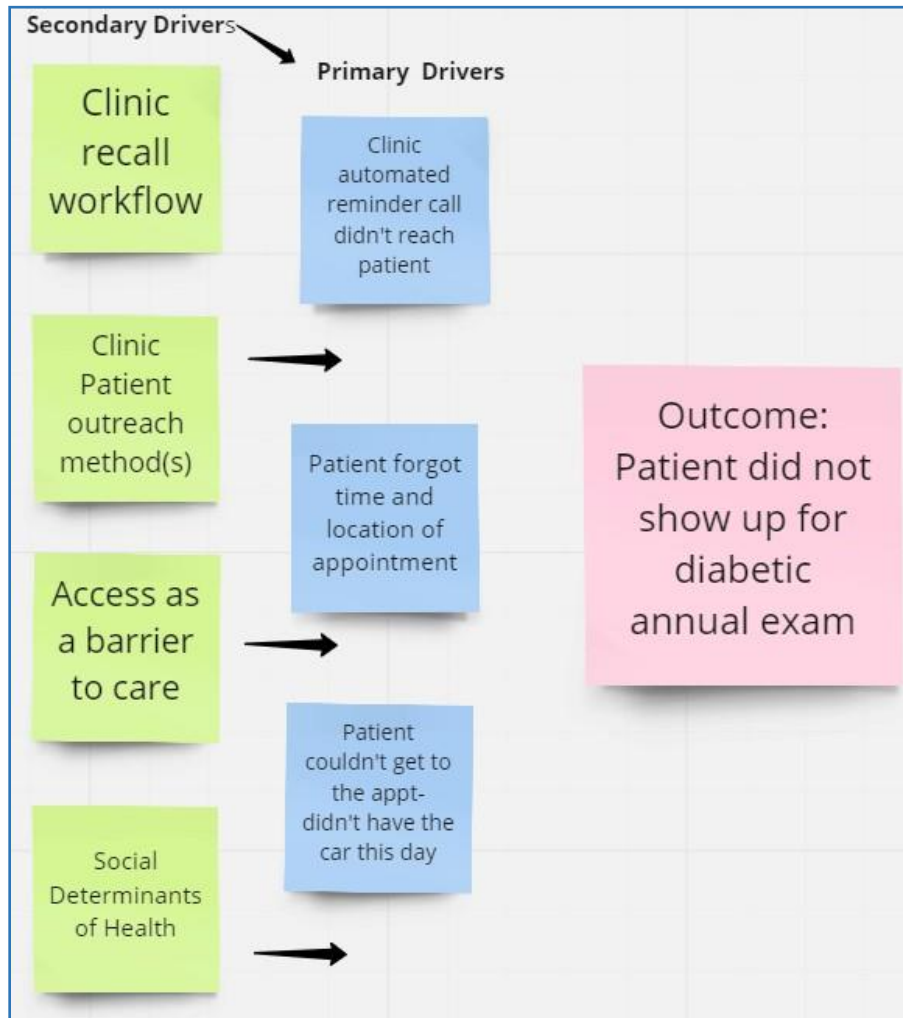 Secondary Drivers
Primary Drivers
Clinic
recall
workflow
Clinic
automated
reminder call
didn't reach
patient
Clinic
Patient
outreach
method(s)
Patient forgot
time and
location of
appointment
Outcome:
Patient did not
show up for
diabetic
annual exam
Access as
a barrier
to care
Patient
couldn't get to
the appt-
didn't have the
car this day
Social
Determinants
of Health